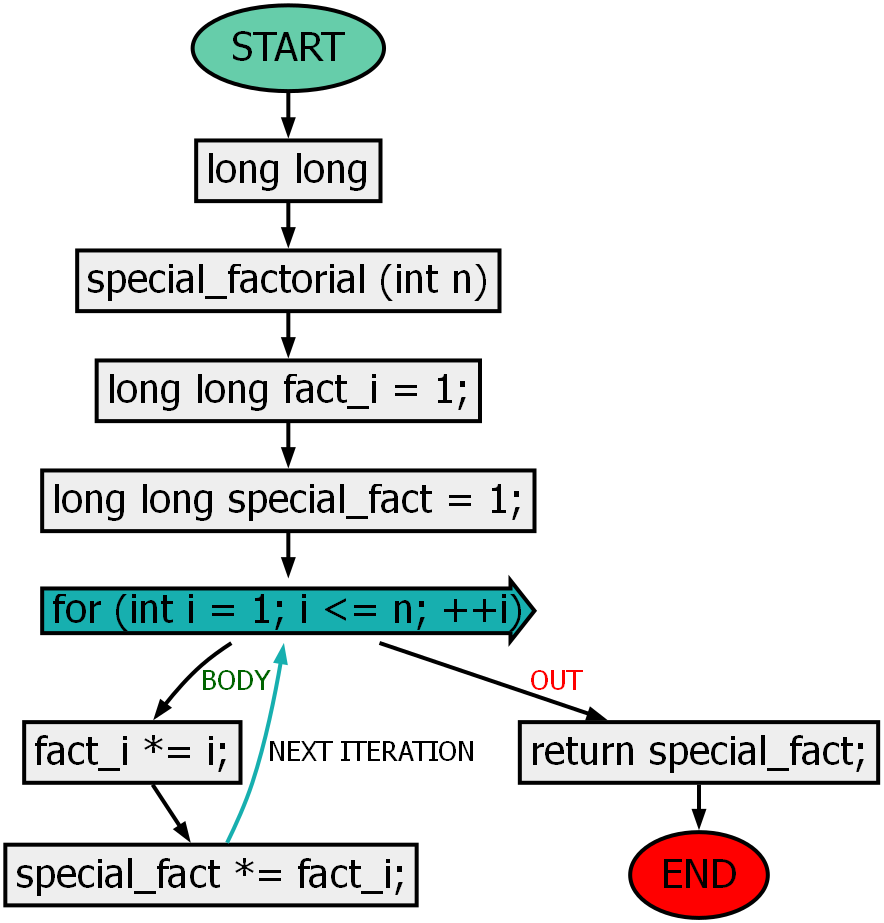 START
long long
special_factorial (int n)
long long fact_i = 1;
long long special_fact = 1;
for (int i = 1; i <= n; ++i)
BODY
OUT
fact_i *= i;
NEXT ITERATION
return special_fact;
special_fact *= fact_i;
END